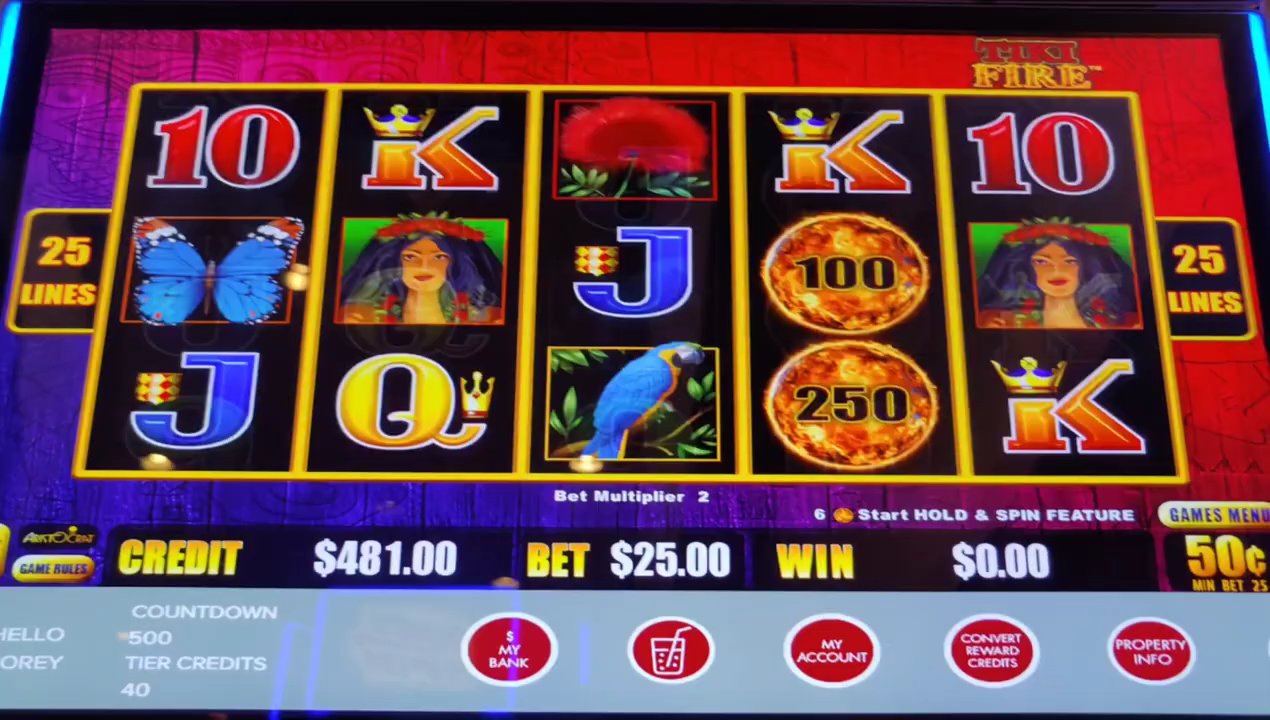 TIKI
FIRE™
10 K K 10
25
LINES
J
100
25
LINES
J Q 250 K
Bet Multiplier 2
6 Start HOLD & SPIN FEATURE
GAMES MENU
ARISTOCRAT
GAME RULES
CREDIT $481.00
BET $25.00
WIN $0.00
50¢
MIN BET 25
HELLO
OREY
COUNTDOWN
500
TIER CREDITS
40
$
MY
BANK
MY
ACCOUNT
CONVERT
REWARD
CREDITS
PROPERTY
INFO